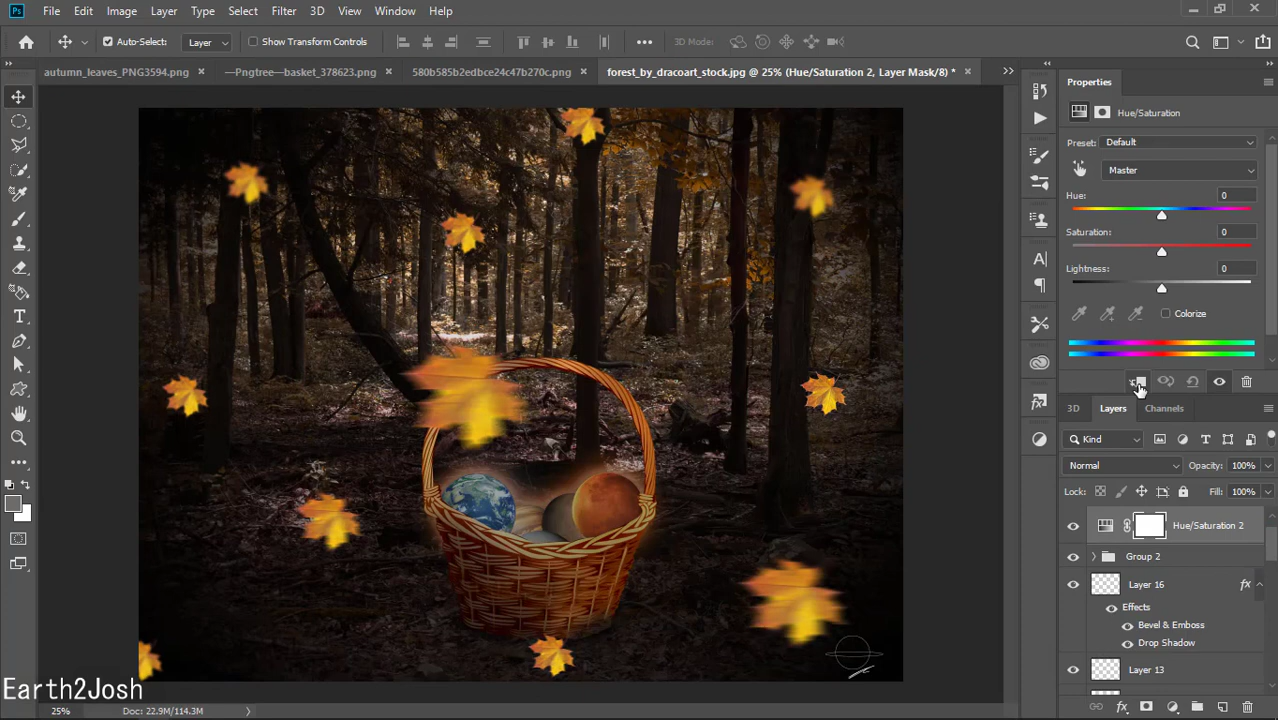 Ps File Edit Image Layer Type Select Filter 3D View Window Help
Auto-Select: Layer Show Transform Controls 3D Mode:
autumn_leaves_PNG3594.png × —Pngtree—basket_378623.png × 580b585b2edbce24c47b270c.png × forest_by_dracoart_stock.jpg @ 25% (Hue/Saturation 2, Layer Mask/8) * ×
Properties
Hue/Saturation
Preset: Default
Master
Hue: 0
Saturation: 0
Lightness: 0
Colorize
3D Layers Channels
Kind
Normal Opacity: 100%
Lock: Fill: 100%
Hue/Saturation 2
Group 2
Layer 16 fx
Effects
Bevel & Emboss
Drop Shadow
Layer 13
Earth2Josh
25% Doc: 22.9M/114.3M